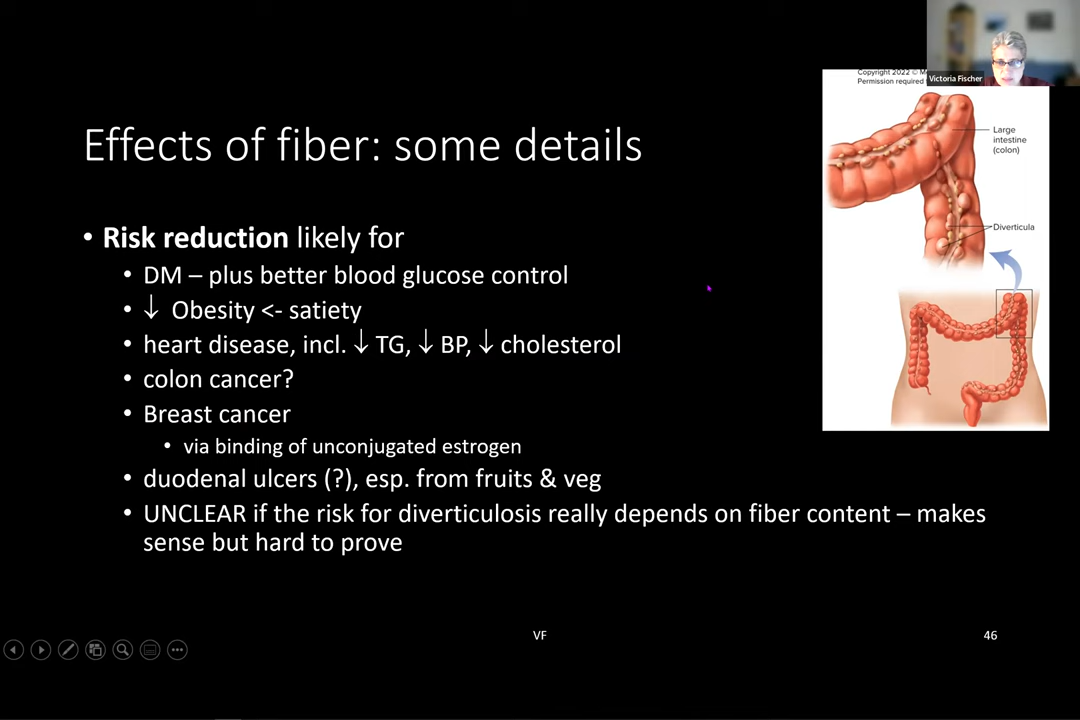 Copyright 2022 ©
Permission required
Victoria Fischer
Large
intestine
(colon)
Diverticula
Effects of fiber: some details
• Risk reduction likely for
• DM – plus better blood glucose control
• ↓ Obesity <- satiety
• heart disease, incl. ↓ TG, ↓ BP, ↓ cholesterol
• colon cancer?
• Breast cancer
• via binding of unconjugated estrogen
• duodenal ulcers (?), esp. from fruits & veg
• UNCLEAR if the risk for diverticulosis really depends on fiber content – makes
sense but hard to prove
VF
46